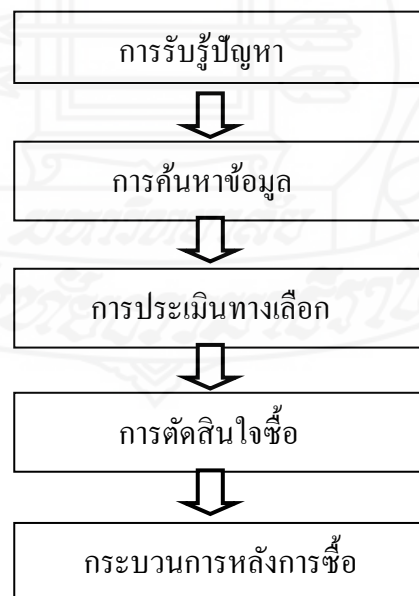 การรับรู้ปัญหา
การค้นหาข้อมูล
การประเมินทางเลือก
การตัดสินใจซื้อ
กระบวนการหลังการซื้อ